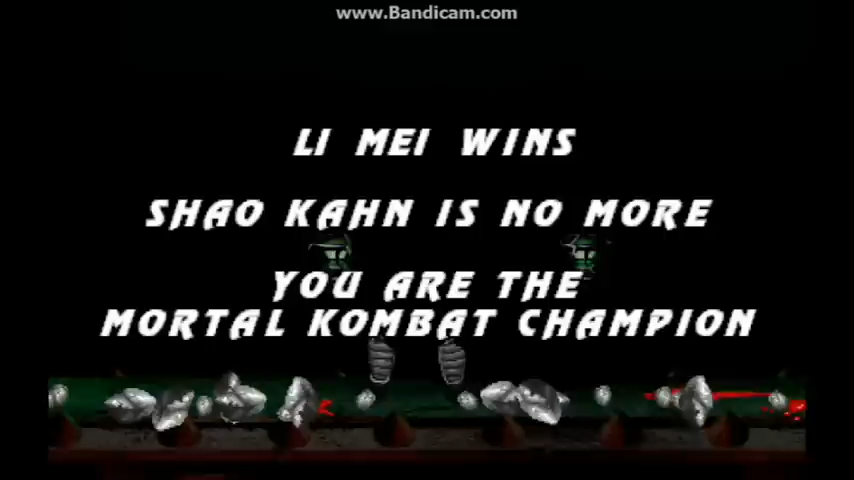 www.Bandicam.com
LI MEI WINS
SHAO KAHN IS NO MORE
YOU ARE THE
MORTAL KOMBAT CHAMPION